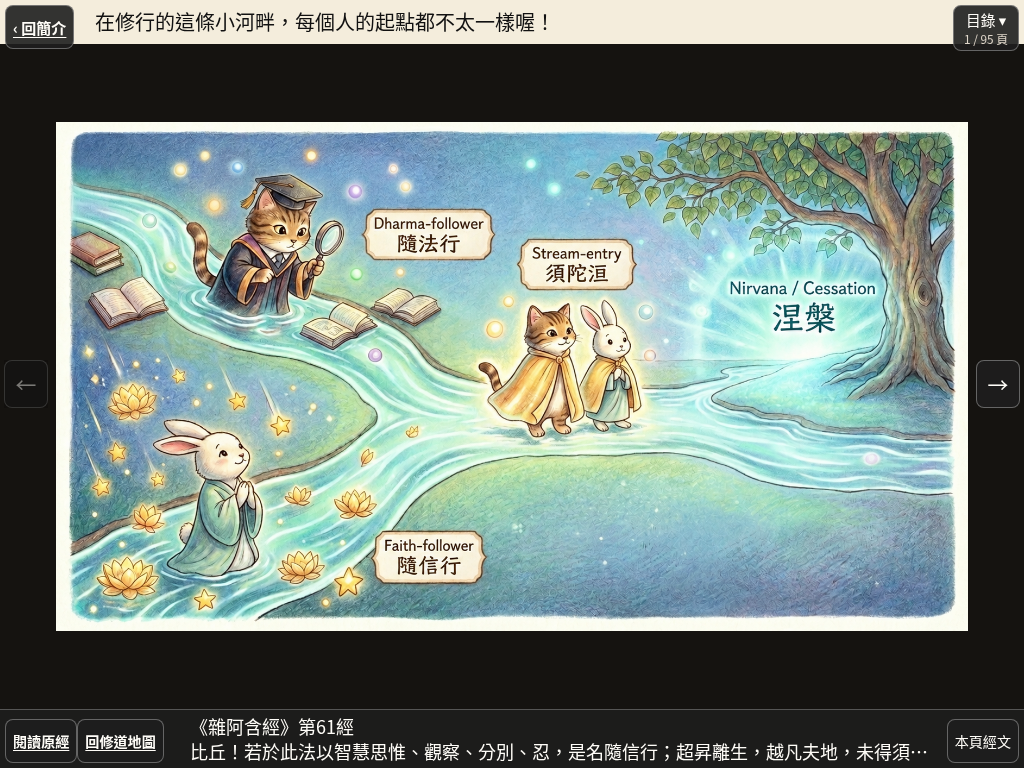 ‹ 回簡介
在修行的這條小河畔，每個人的起點都不太一樣喔！
目錄 ▾
1 / 95 頁
Dharma-follower
隨法行
Stream-entry
須陀洹
Nirvana / Cessation
涅槃
←
→
Faith-follower
隨信行
閱讀原經
回修道地圖
《雜阿含經》第61經
比丘！若於此法以智慧思惟、觀察、分別、忍，是名隨信行；超昇離生，越凡夫地，未得須…
本頁經文